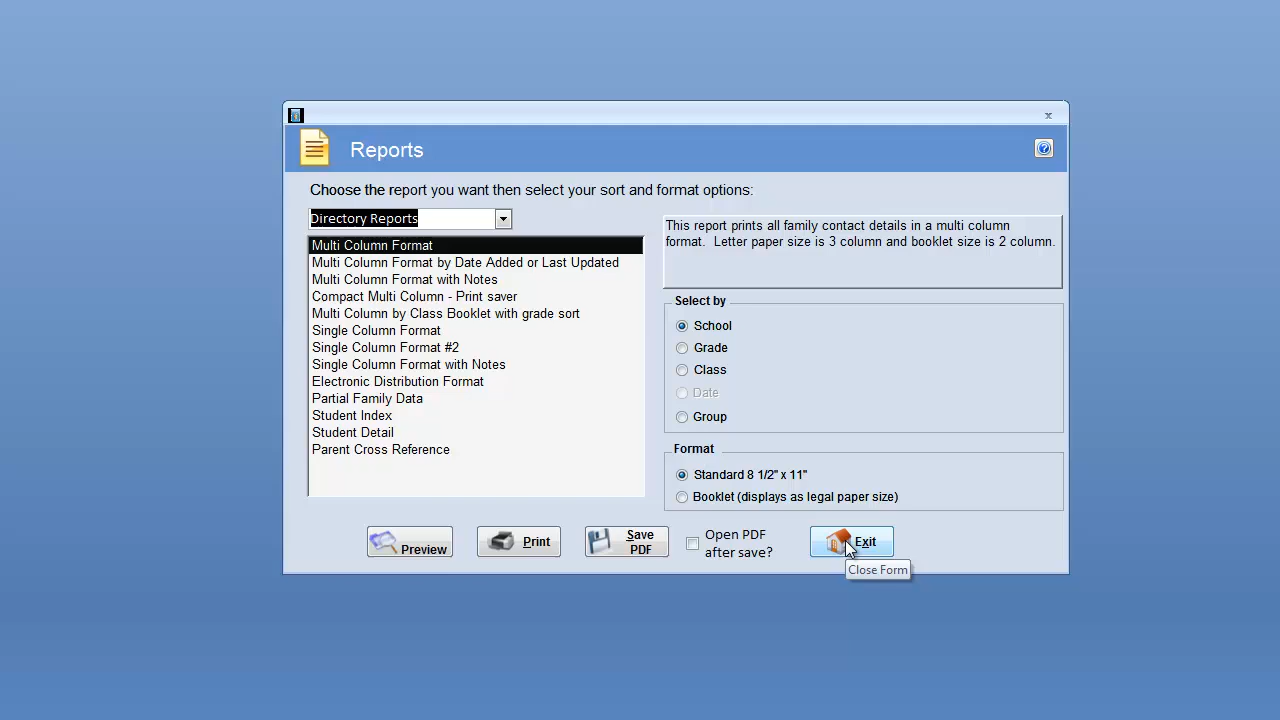 x
Reports
Choose the report you want then select your sort and format options:
Directory Reports
Multi Column Format
Multi Column Format by Date Added or Last Updated
Multi Column Format with Notes
Compact Multi Column - Print saver
Multi Column by Class Booklet with grade sort
Single Column Format
Single Column Format #2
Single Column Format with Notes
Electronic Distribution Format
Partial Family Data
Student Index
Student Detail
Parent Cross Reference
This report prints all family contact details in a multi column
format.  Letter paper size is 3 column and booklet size is 2 column.
Select by
School
Grade
Class
Date
Group
Format
Standard 8 1/2" x 11"
Booklet (displays as legal paper size)
Preview
Print
Save
PDF
Open PDF
after save?
Exit
Close Form